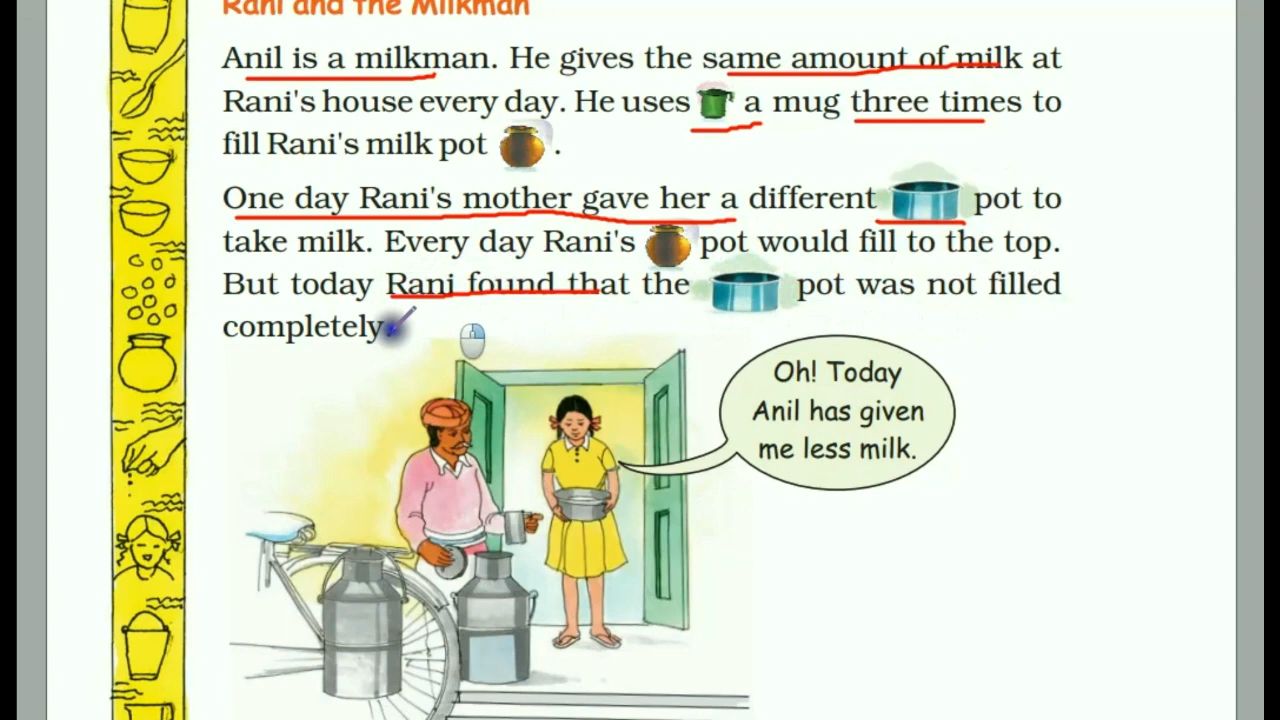 Rani and the Milkman
Anil is a milkman. He gives the same amount of milk at
Rani's house every day. He uses a mug three times to
fill Rani's milk pot .
One day Rani's mother gave her a different pot to
take milk. Every day Rani's pot would fill to the top.
But today Rani found that the pot was not filled
completely
Oh! Today
Anil has given
me less milk.